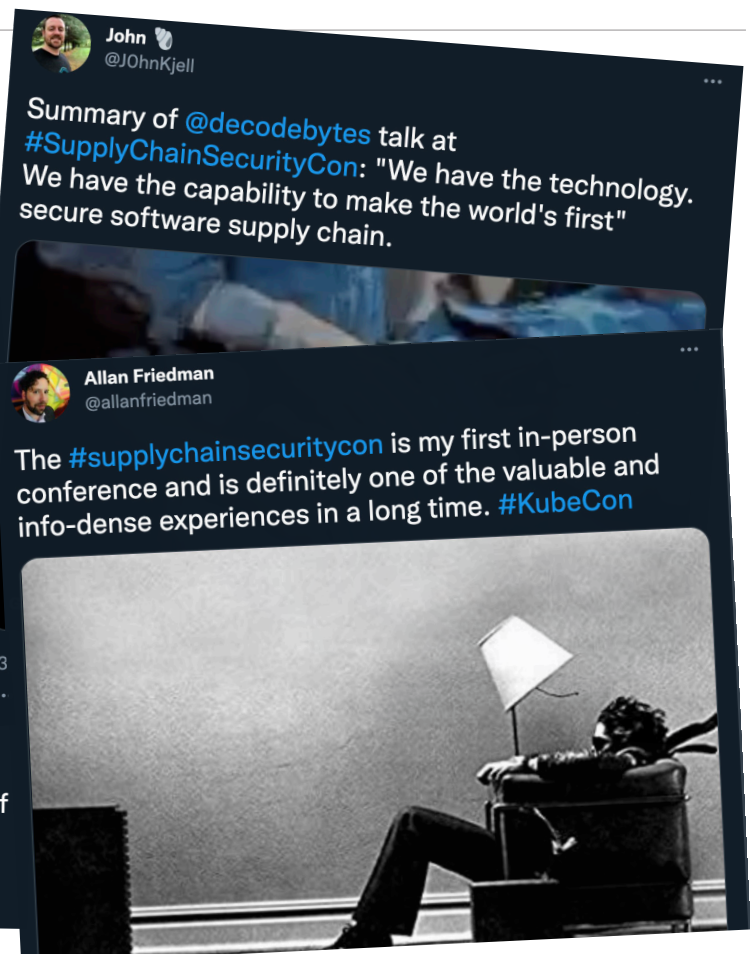 John 🐚
@J0hnKjell
Summary of @decodebytes talk at
#SupplyChainSecurityCon: "We have the technology.
We have the capability to make the world's first"
secure software supply chain.
Allan Friedman
@allanfriedman
The #supplychainsecuritycon is my first in-person
conference and is definitely one of the valuable and
info-dense experiences in a long time. #KubeCon
3
f